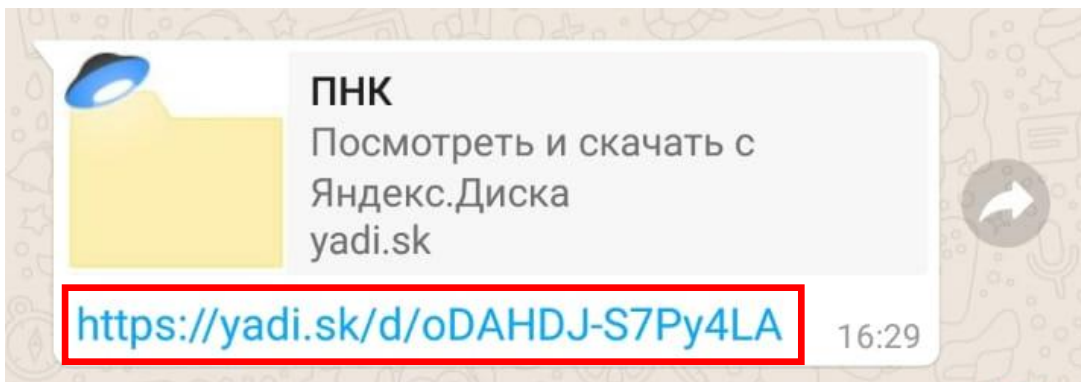 ПНК
Посмотреть и скачать с
Яндекс.Диска
yadi.sk
https://yadi.sk/d/oDAHDJ-S7Py4LA
16:29